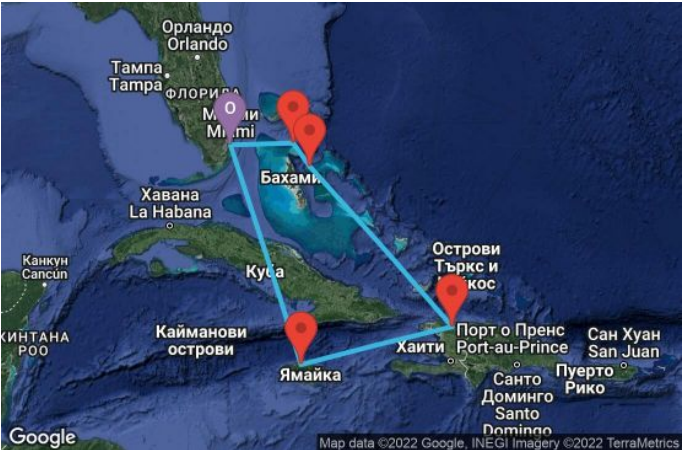 Орландо
Orlando
Тампа
Tampa
ФЛОРИДА
O
Miami
Бахами
Хавана
La Habana
Канкун
Cancún
Куба
Острови
Търкс и
КИНТАНА
РОО
Кайманови
острови
Порт о Пренс
Port-au-Prince
Хаити
Сан Хуан
San Juan
Ямайка
Пуерто
Рико
Санто
Доминго
Santo
Domingo
Google
Map data ©2022 Google, INEGI Imagery ©2022 TerraMetrics